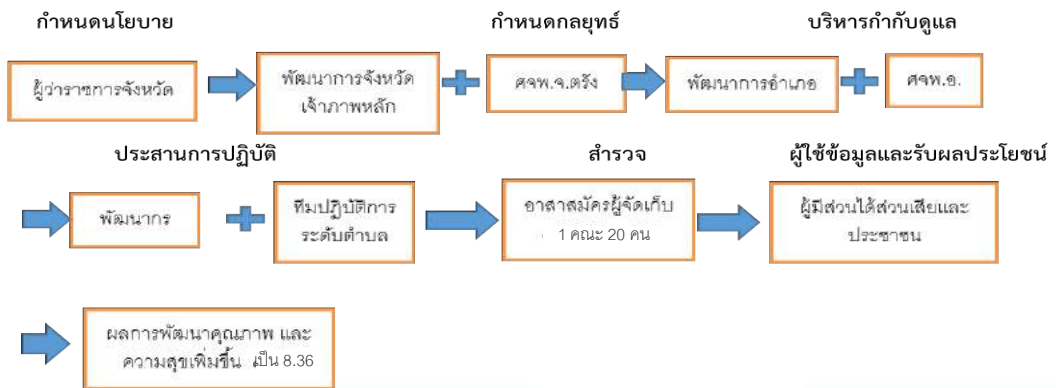 กำหนดนโยบาย กำหนดกลยุทธ์ บริหารกำกับดูแล
ผู้ว่าราชการจังหวัด
พัฒนาการจังหวัด
เจ้าภาพหลัก
ศจพ.จ.ตรัง
พัฒนาการอำเภอ
ศจพ.อ.
ประสานการปฏิบัติ สำรวจ ผู้ใช้ข้อมูลและรับผลประโยชน์
พัฒนากร
ทีมปฏิบัติการ
ระดับตำบล
อาสาสมัครผู้จัดเก็บ
1 คณะ 20 คน
ผู้มีส่วนได้ส่วนเสียและ
ประชาชน
ผลการพัฒนาคุณภาพ และ
ความสุขเพิ่มขึ้น เป็น 8.36